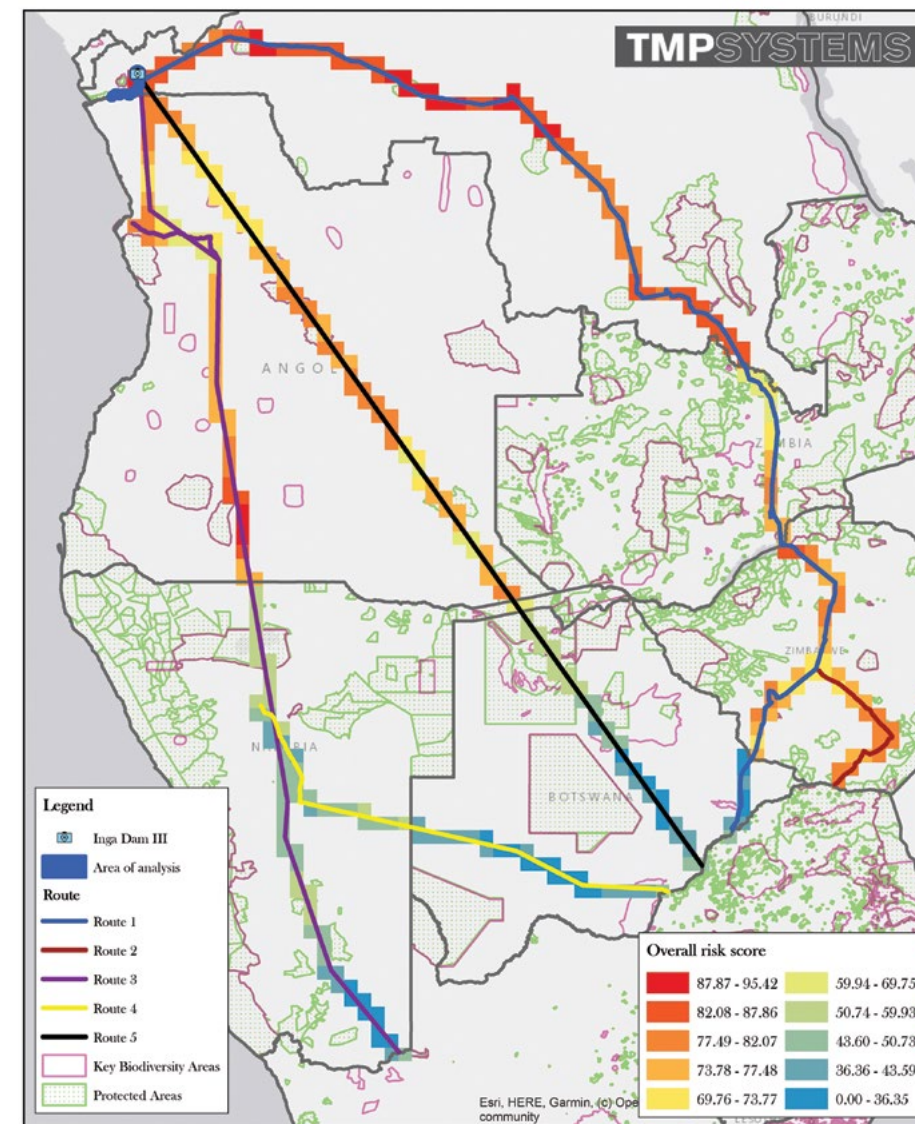 BURUNDI
TMPSYSTEMS
ANGOL
ZAMBIA
ZIMBABWE
NAMIBIA
BOTSWANA
Legend
Inga Dam III
Area of analysis
Route
Route 1
Route 2
Route 3
Route 4
Route 5
Key Biodiversity Areas
Protected Areas
Overall risk score
87.87 - 95.42
82.08 - 87.86
77.49 - 82.07
73.78 - 77.48
69.76 - 73.77
59.94 - 69.75
50.74 - 59.93
43.60 - 50.73
36.36 - 43.59
0.00 - 36.35
Esri, HERE, Garmin, (c) Ope
community